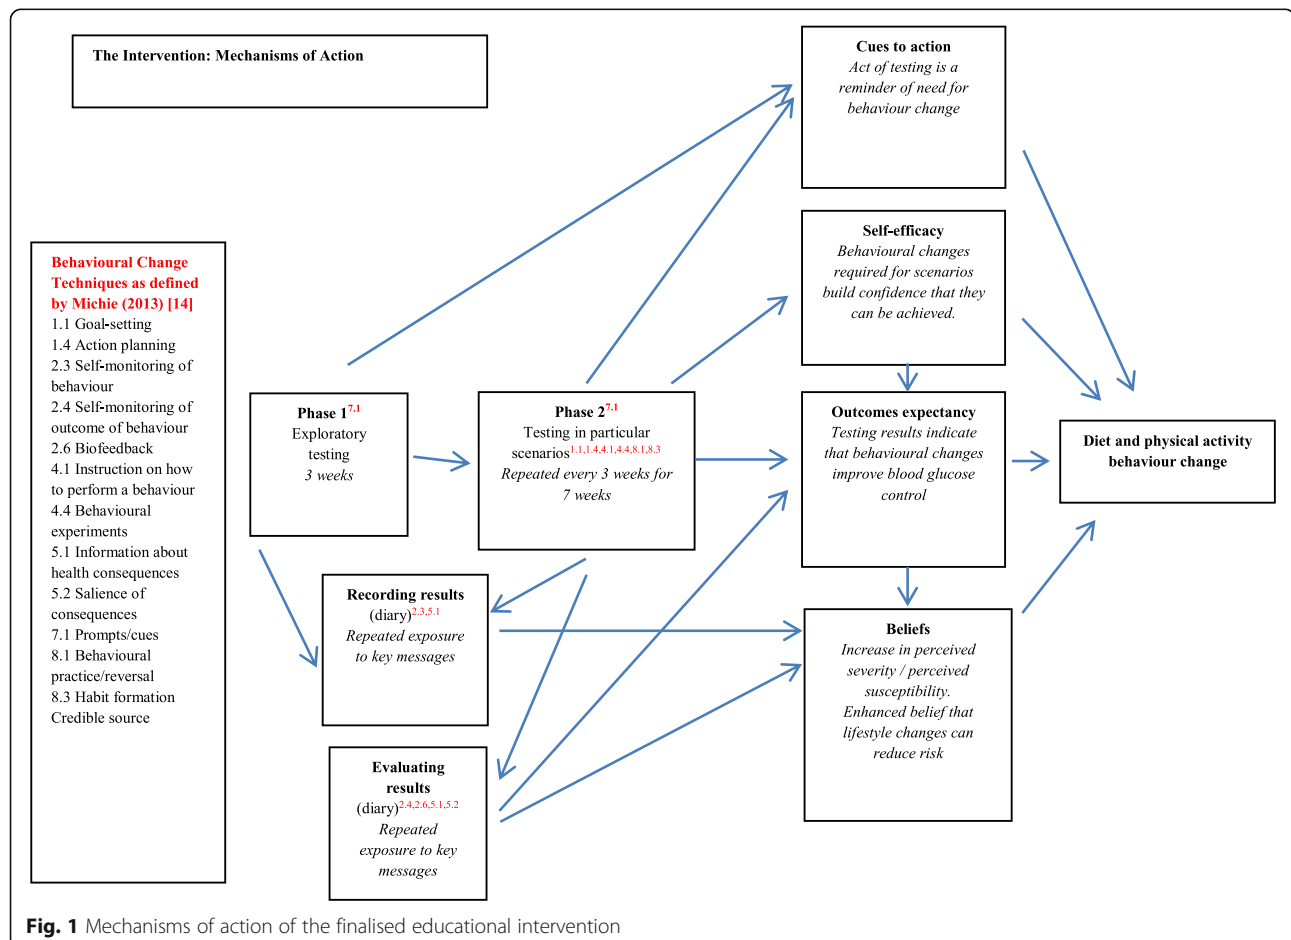 The Intervention: Mechanisms of Action
Cues to action
Act of testing is a
reminder of need for
behaviour change
Behavioural Change
Techniques as defined
by Michie (2013) [14]
1.1 Goal-setting
1.4 Action planning
2.3 Self-monitoring of
behaviour
2.4 Self-monitoring of
outcome of behaviour
2.6 Biofeedback
4.1 Instruction on how
to perform a behaviour
4.4 Behavioural
experiments
5.1 Information about
health consequences
5.2 Salience of
consequences
7.1 Prompts/cues
8.1 Behavioural
practice/reversal
8.3 Habit formation
Credible source
Self-efficacy
Behavioural changes
required for scenarios
build confidence that they
can be achieved.
Phase 17.1
Exploratory
testing
3 weeks
Phase 27.1
Testing in particular
scenarios1.1,1.4,4.1,4.4,8.1,8.3
Repeated every 3 weeks for
7 weeks
Outcomes expectancy
Testing results indicate
that behavioural changes
improve blood glucose
control
Diet and physical activity
behaviour change
Recording results
(diary)2.3,5.1
Repeated exposure
to key messages
Beliefs
Increase in perceived
severity / perceived
susceptibility.
Enhanced belief that
lifestyle changes can
reduce risk
Evaluating
results
(diary)2.4,2.6,5.1,5.2
Repeated
exposure to key
messages
Fig. 1 Mechanisms of action of the finalised educational intervention